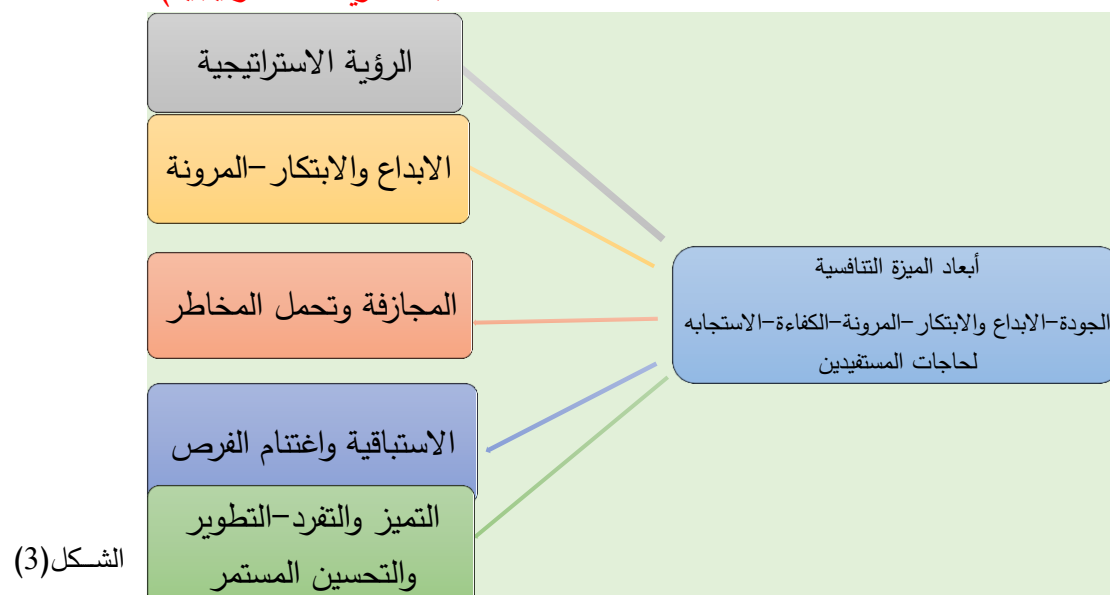 الرؤية الاستراتيجية
الابداع والابتكار-المرونة
المجازفة وتحمل المخاطر
الاستباقية واغتنام الفرص
التميز والتفرد-التطوير
والتحسين المستمر
أبعاد الميزة التنافسية
الجودة-الابداع والابتكار-المرونة-الكفاءة-الاستجابه
لحاجات المستفيدين
الشكل(3)